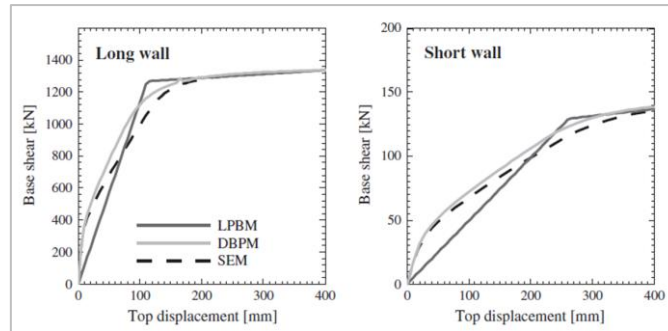 Long wall
Base shear [kN]
1400
1200
1000
800
600
400
200
0
LPBM
DBPM
SEM
0 100 200 300 400
Top displacement [mm]
Short wall
Base shear [kN]
200
150
100
50
0
0 100 200 300 400
Top displacement [mm]